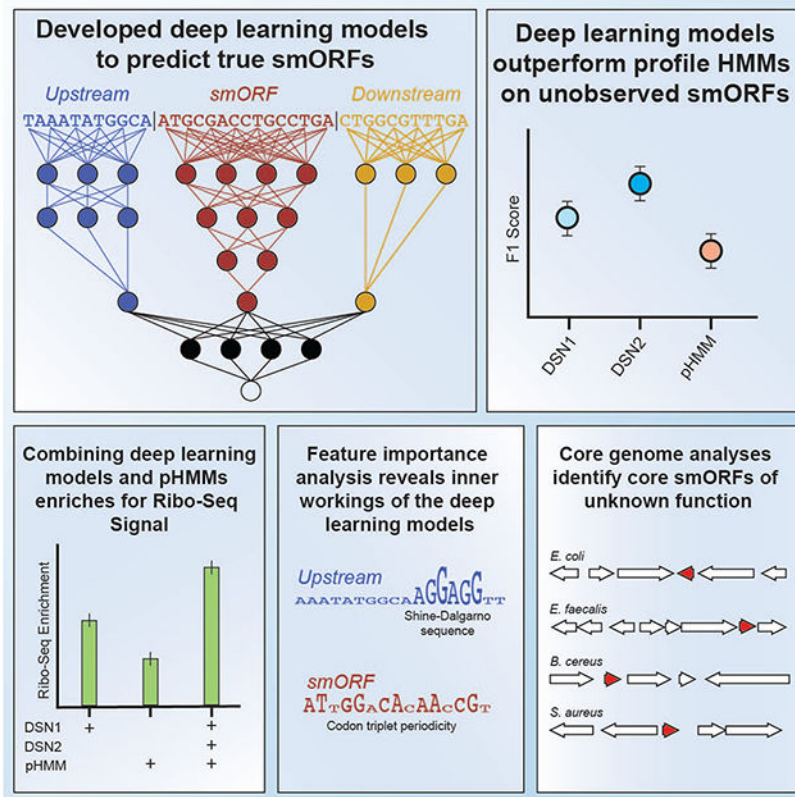 Developed deep learning models
to predict true smORFs
Upstream smORF Downstream
TAAATATGGCA|ATGCGACCTGCCTGA|CTGGCGTTTGA
Deep learning models
outperform profile HMMs
on unobserved smORFs
F1 Score
DSN1
DSN2
pHMM
Combining deep learning
models and pHMMs
enriches for Ribo-Seq
Signal
Ribo-Seq Enrichment
DSN1 + +
DSN2 +
pHMM + +
Feature importance
analysis reveals inner
workings of the deep
learning models
Upstream
AAATATGGCAAGGAGGTT
Shine-Dalgarno
sequence
smORF
ATTGGACACAACCGT
Codon triplet periodicity
Core genome analyses
identify core smORFs of
unknown function
E. coli
E. faecalis
B. cereus
S. aureus